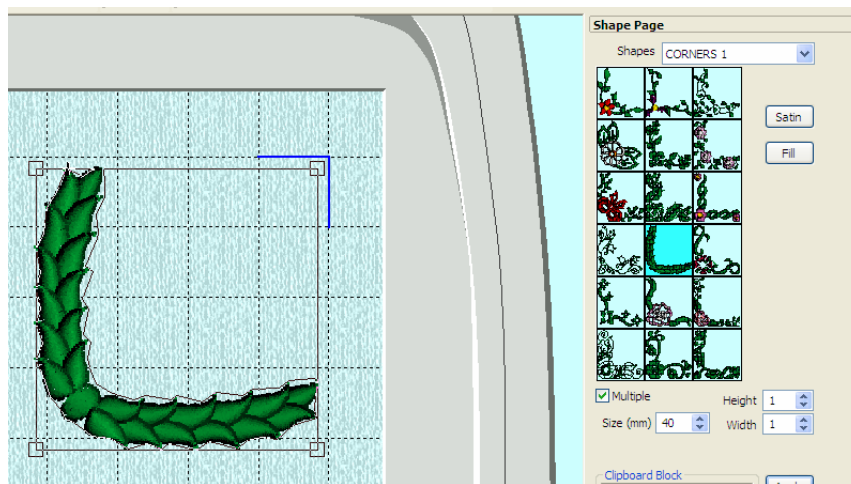 Shape Page
Shapes CORNERS 1
Satin
Fill
Multiple
Height 1
Size (mm) 40
Width 1
Clipboard Block